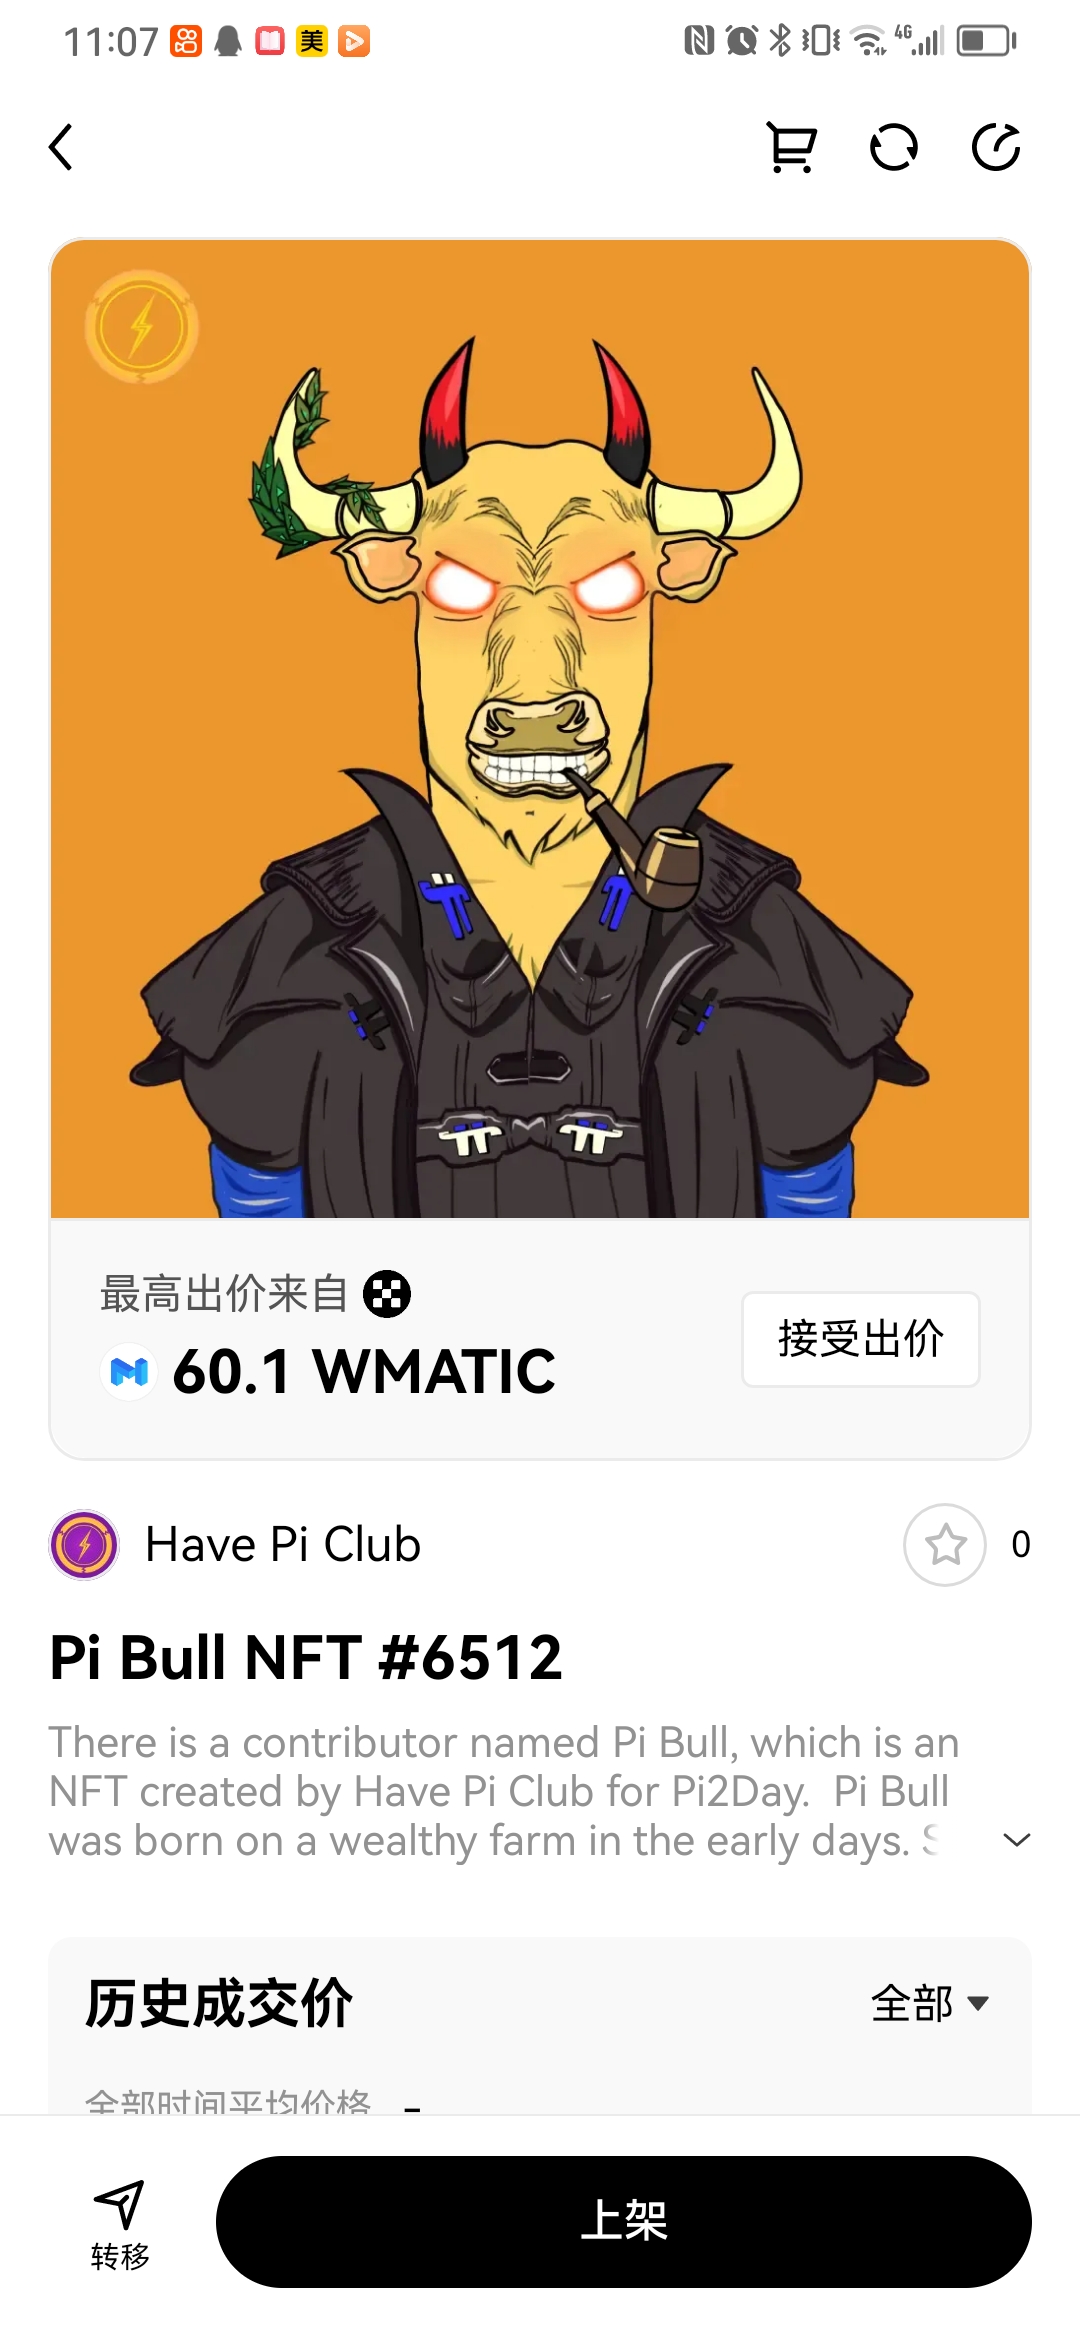 11:07
美
4G
最高出价来自
60.1 WMATIC
接受出价
Have Pi Club
0
Pi Bull NFT #6512
There is a contributor named Pi Bull, which is an
NFT created by Have Pi Club for Pi2Day.  Pi Bull
was born on a wealthy farm in the early days. S
历史成交价
全部
全部时间平均价格 -
转移
上架